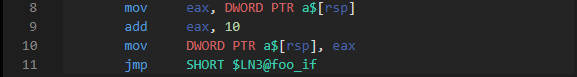 8 mov eax, DWORD PTR a$[rsp]
9 add eax, 10
10 mov DWORD PTR a$[rsp], eax
11 jmp SHORT $LN3@foo_if